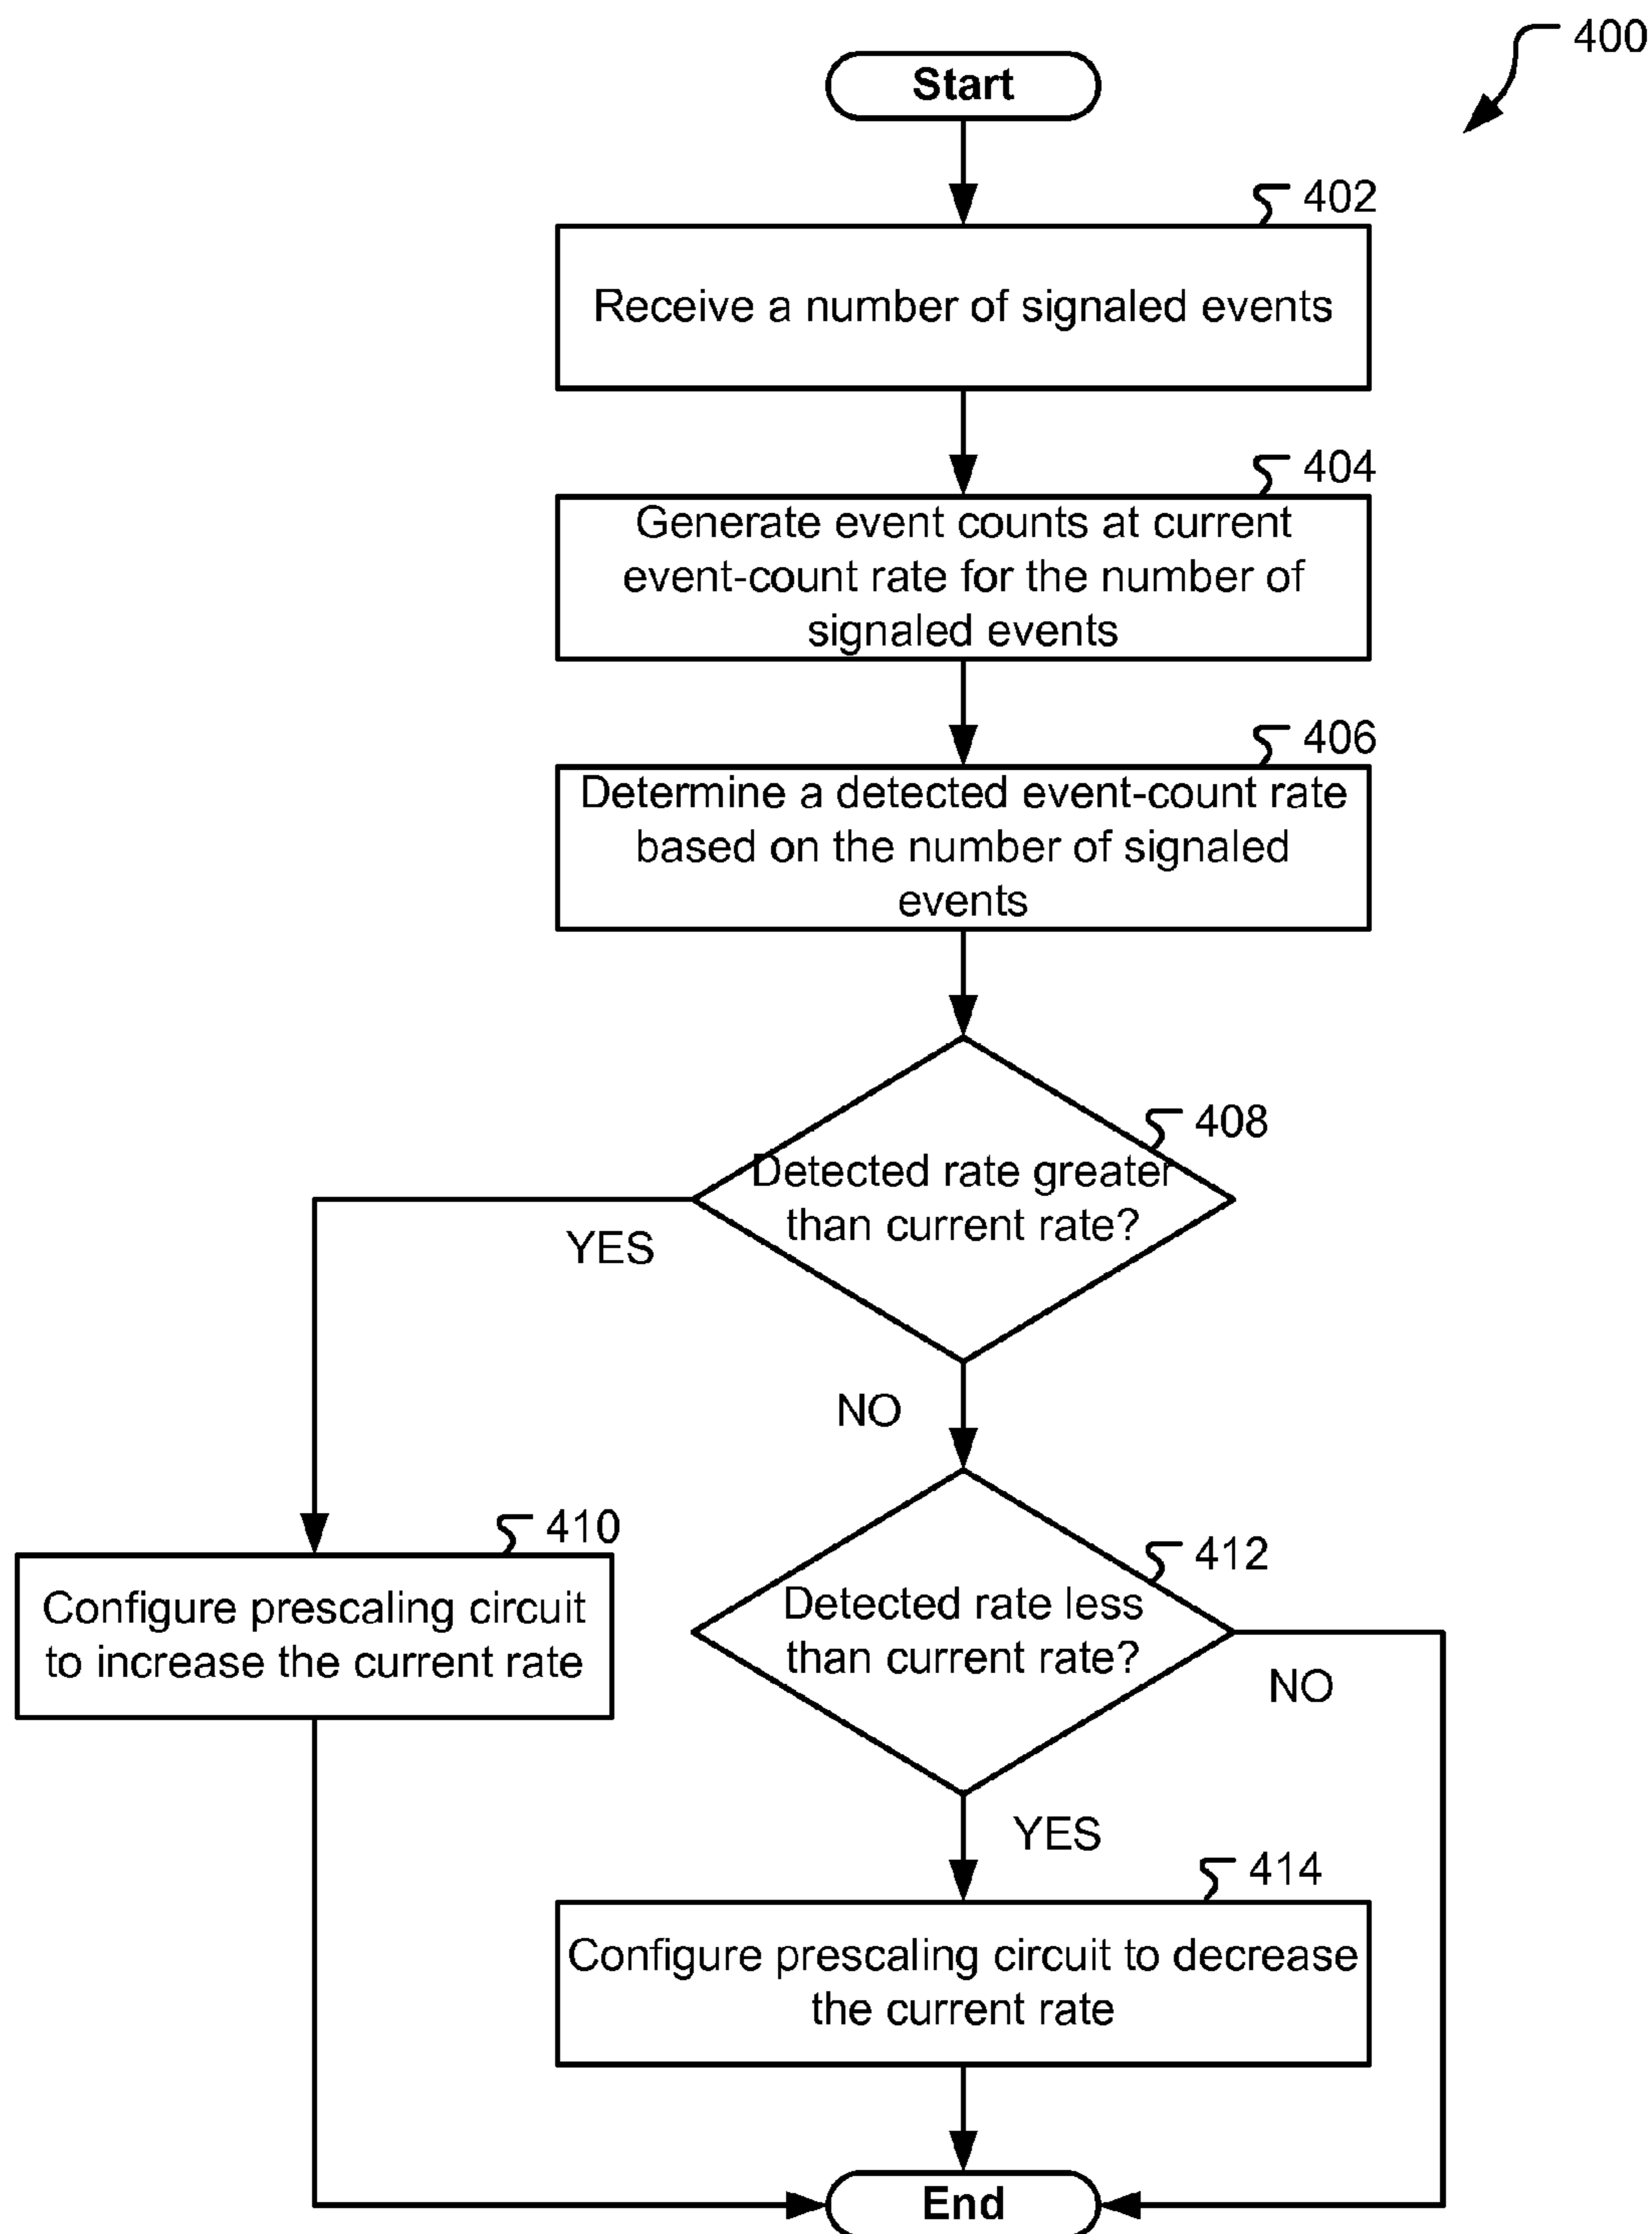 400
Start
402
Receive a number of signaled events
404
Generate event counts at current
event-count rate for the number of
signaled events
406
Determine a detected event-count rate
based on the number of signaled
events
408
Detected rate greater
than current rate?
YES
NO
410
Configure prescaling circuit
to increase the current rate
412
Detected rate less
than current rate?
NO
YES
414
Configure prescaling circuit to decrease
the current rate
End